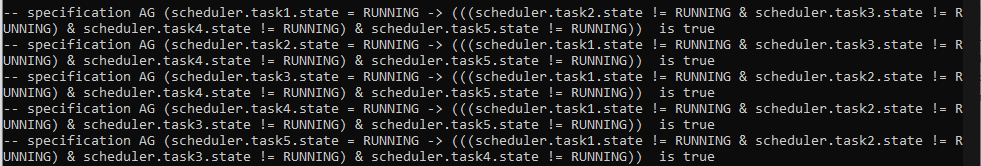 -- specification AG (scheduler.task1.state = RUNNING -> (((scheduler.task2.state != RUNNING & scheduler.task3.state != R
UNNING) & scheduler.task4.state != RUNNING) & scheduler.task5.state != RUNNING))  is true
-- specification AG (scheduler.task2.state = RUNNING -> (((scheduler.task1.state != RUNNING & scheduler.task3.state != R
UNNING) & scheduler.task4.state != RUNNING) & scheduler.task5.state != RUNNING))  is true
-- specification AG (scheduler.task3.state = RUNNING -> (((scheduler.task1.state != RUNNING & scheduler.task2.state != R
UNNING) & scheduler.task4.state != RUNNING) & scheduler.task5.state != RUNNING))  is true
-- specification AG (scheduler.task4.state = RUNNING -> (((scheduler.task1.state != RUNNING & scheduler.task2.state != R
UNNING) & scheduler.task3.state != RUNNING) & scheduler.task5.state != RUNNING))  is true
-- specification AG (scheduler.task5.state = RUNNING -> (((scheduler.task1.state != RUNNING & scheduler.task2.state != R
UNNING) & scheduler.task3.state != RUNNING) & scheduler.task4.state != RUNNING))  is true